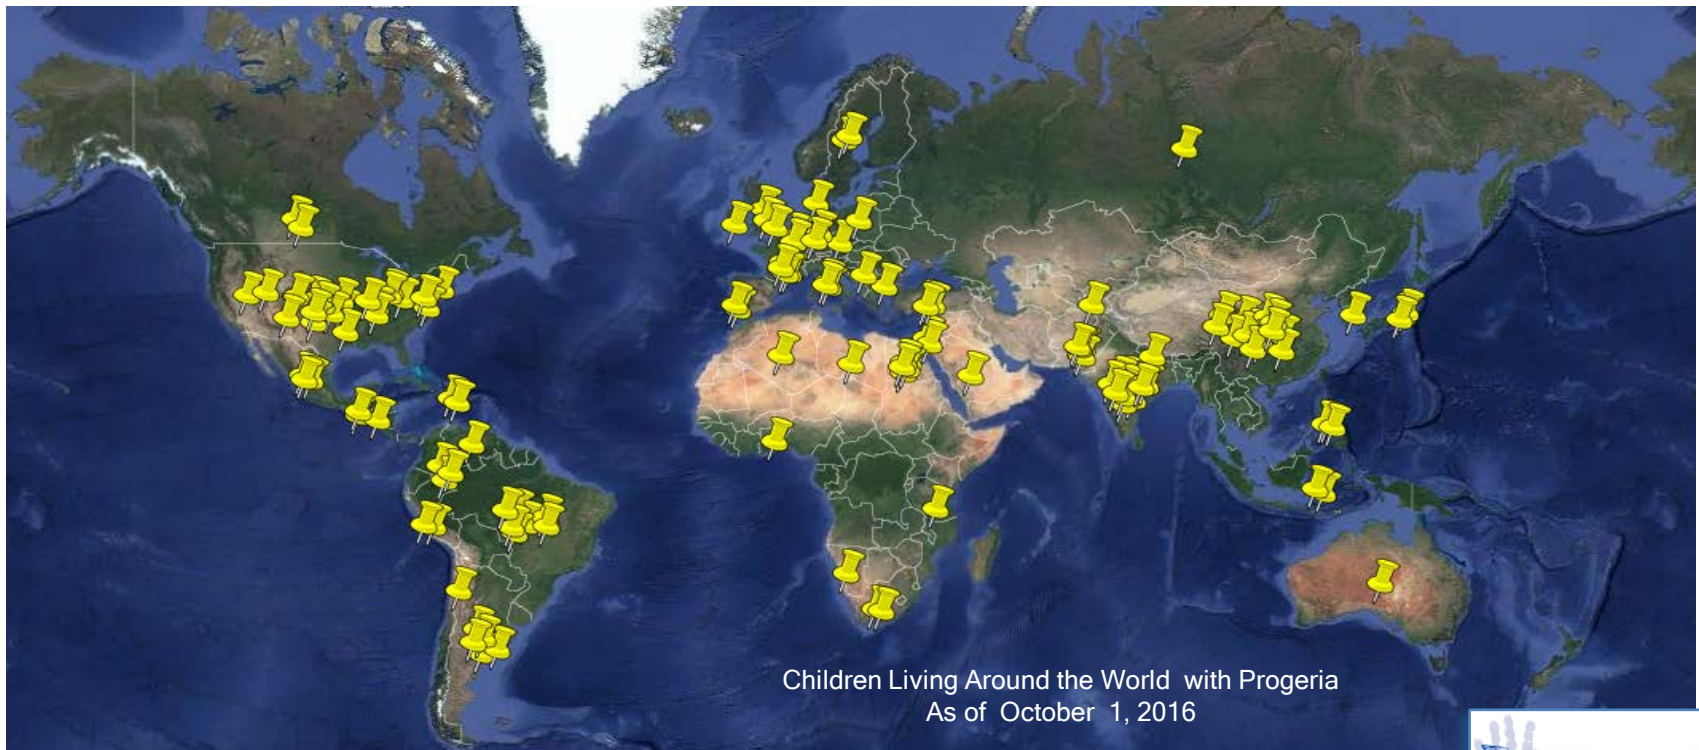 Children Living Around the World with Progeria
As of October 1, 2016